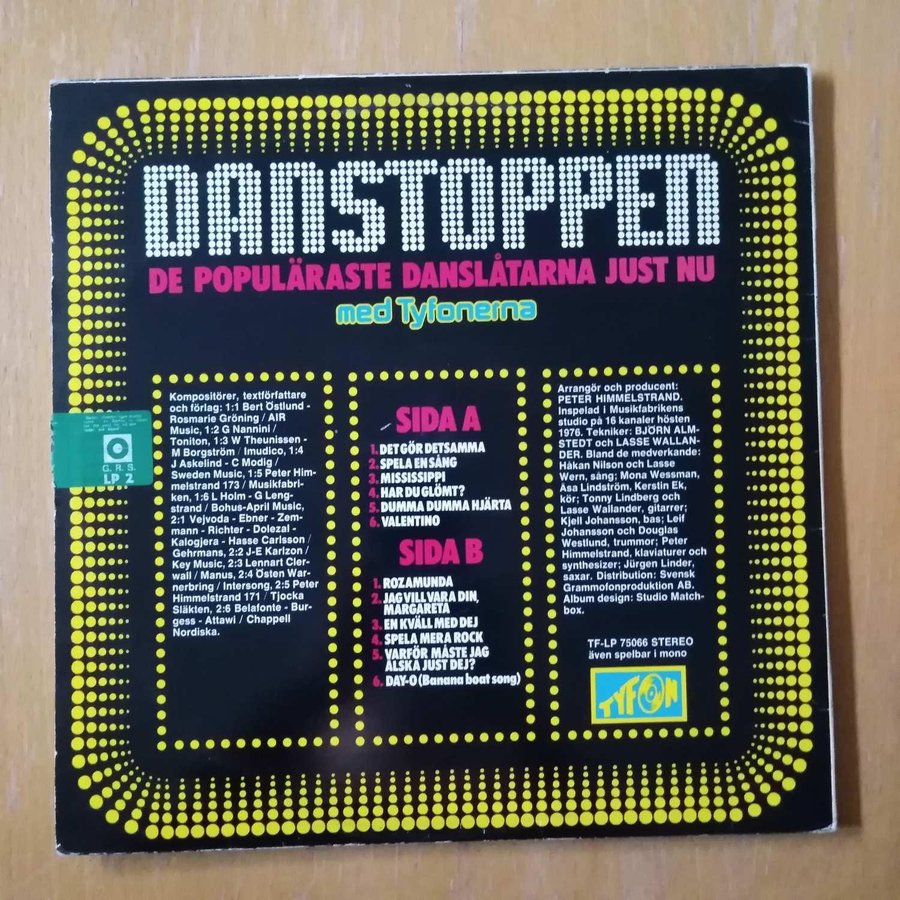 DANSTOPPEN
DE POPULÄRASTE DANSLÅTARNA JUST NU
med Tyfonerna
Kompositörer, textförfattare
och förlag: 1:1 Bert Östlund -
Rosmarie Gröning / AIR
Music, 1:2 G Nannini /
Toniton, 1:3 W Theunissen -
M Borgström / Imudico, 1:4
J Askelind - C Modig /
Sweden Music, 1:5 Peter Him-
melstrand 173 / Musikfabri-
ken, 1:6 L Holm - G Leng-
strand / Bohus-April Music,
2:1 Vejvoda - Ebner - Zem-
mann - Richter - Dolezal -
Kalogjera - Hasse Carlsson /
Gehrmans, 2:2 J-E Karlzon /
Key Music, 2:3 Lennart Cler-
wall / Manus, 2:4 Östen War-
nerbring / Intersong, 2:5 Peter
Himmelstrand 171 / Tjocka
Släkten, 2:6 Belafonte - Bur-
gess - Attawi / Chappell
Nordiska.
G. R. S.
LP 2
SIDA A
1. DET GÖR DETSAMMA
2. SPELA EN SÅNG
3. MISSISSIPPI
4. HAR DU GLÖMT?
5. DUMMA DUMMA HJÄRTA
6. VALENTINO
SIDA B
1. ROZAMUNDA
2. JAG VILL VARA DIN,
MARGARETA
3. EN KVÄLL MED DEJ
4. SPELA MERA ROCK
5. VARFÖR MÅSTE JAG
ÄLSKA JUST DEJ?
6. DAY-O (Banana boat song)
Arrangör och producent:
PETER HIMMELSTRAND.
Inspelad i Musikfabrikens
studio på 16 kanaler hösten
1976. Tekniker: BJÖRN ALM-
STEDT och LASSE WALLAN-
DER. Bland de medverkande:
Håkan Nilson och Lasse
Wern, sång; Mona Wessman,
Åsa Lindström, Kerstin Ek,
kör; Tonny Lindberg och
Lasse Wallander, gitarrer;
Kjell Johansson, bas; Leif
Johansson och Douglas
Westlund, trummor; Peter
Himmelstrand, klaviaturer och
synthesizer; Jürgen Linder,
saxar. Distribution: Svensk
Grammofonproduktion AB.
Album design: Studio Match-
box.
TF-LP 75066 STEREO
även spelbar i mono
TYFON